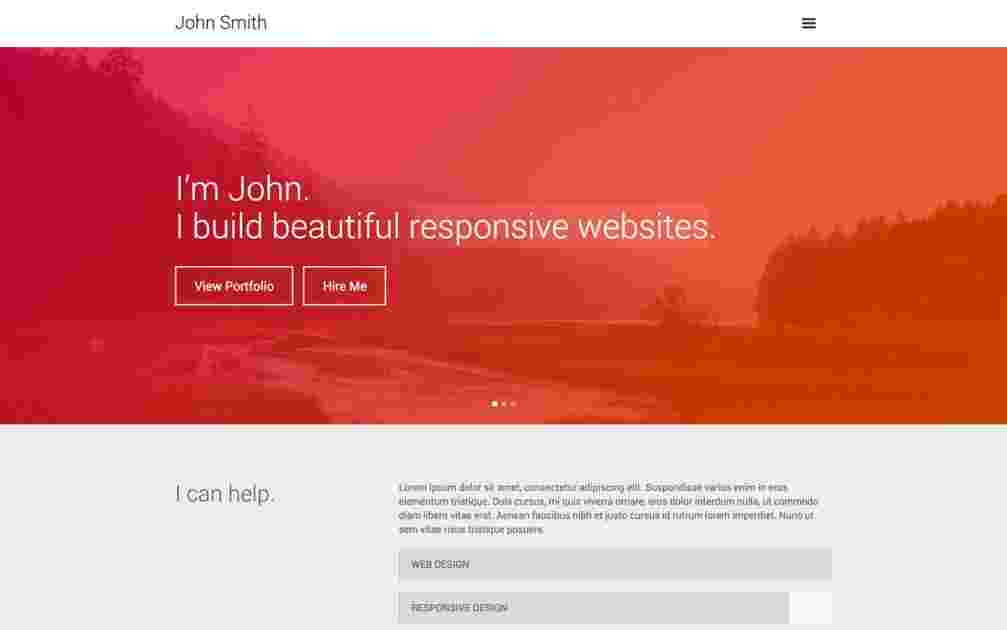 John Smith
I'm John.
I build beautiful responsive websites.
View Portfolio
Hire Me
I can help.
Lorem ipsum dolor sit amet, consectetur adipiscing elit. Suspendisse varius enim in eros
elementum tristique. Duis cursus, mi quis viverra ornare, eros dolor interdum nulla, ut commodo
diam libero vitae erat. Aenean faucibus nibh et justo cursus id rutrum lorem imperdiet. Nunc ut
sem vitae risus tristique posuere.
WEB DESIGN
RESPONSIVE DESIGN